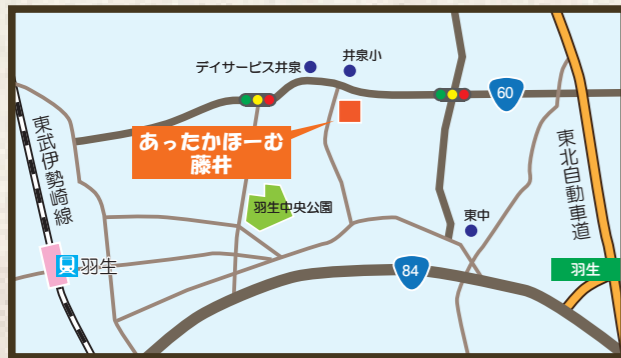 デイサービス井泉
井泉小
60
東武伊勢崎線
あったかほーむ
藤井
東北自動車道
羽生中央公園
東中
羽生
84
羽生